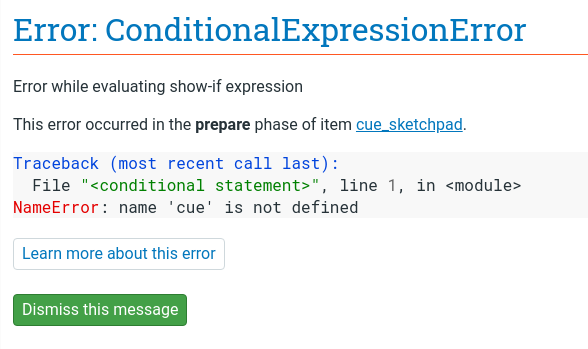 Error: ConditionalExpressionError
Error while evaluating show-if expression
This error occurred in the prepare phase of item cue_sketchpad.
Traceback (most recent call last):
  File "<conditional statement>", line 1, in <module>
NameError: name 'cue' is not defined
Learn more about this error
Dismiss this message